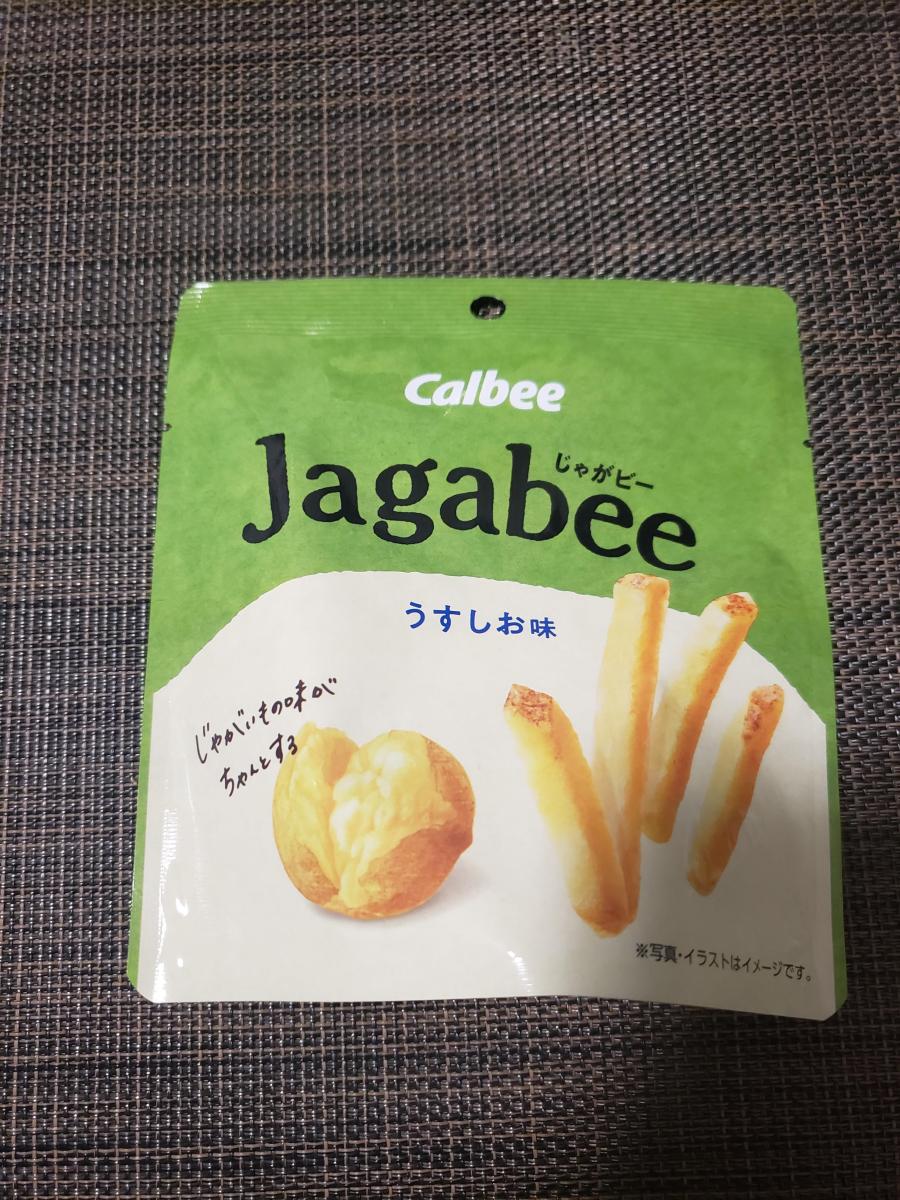 Calbee
じゃがビー
Jagabee
うすしお味
じゃがいもの味が
ちゃんとする
※写真・イラストはイメージです。